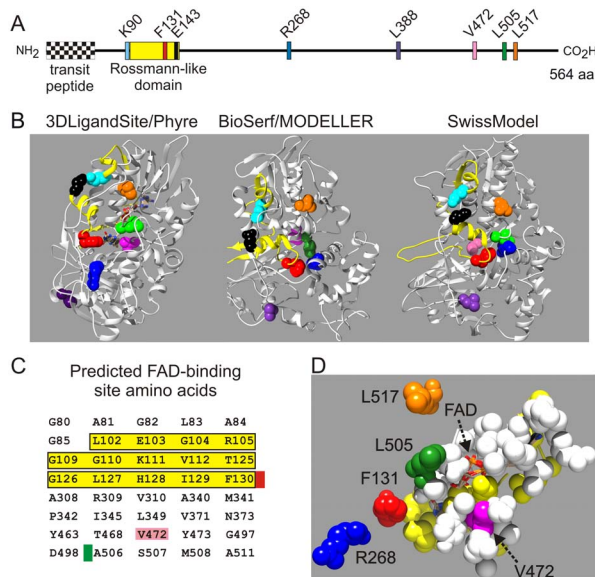 A
K90 F131 E143 R268 L388 V472 L505 L517
NH2 CO2H
transit peptide Rossmann-like domain 564 aa
B
3DLigandSite/Phyre BioSerf/MODELLER SwissModel
C
Predicted FAD-binding
site amino acids
G80 A81 G82 L83 A84
G85 L102 E103 G104 R105
G109 G110 K111 V112 T125
G126 L127 H128 I129 F130
A308 R309 V310 A340 M341
P342 I345 L349 V371 N373
Y463 T468 V472 Y473 G497
D498 A506 S507 M508 A511
D
L517
FAD
L505
F131
R268
V472